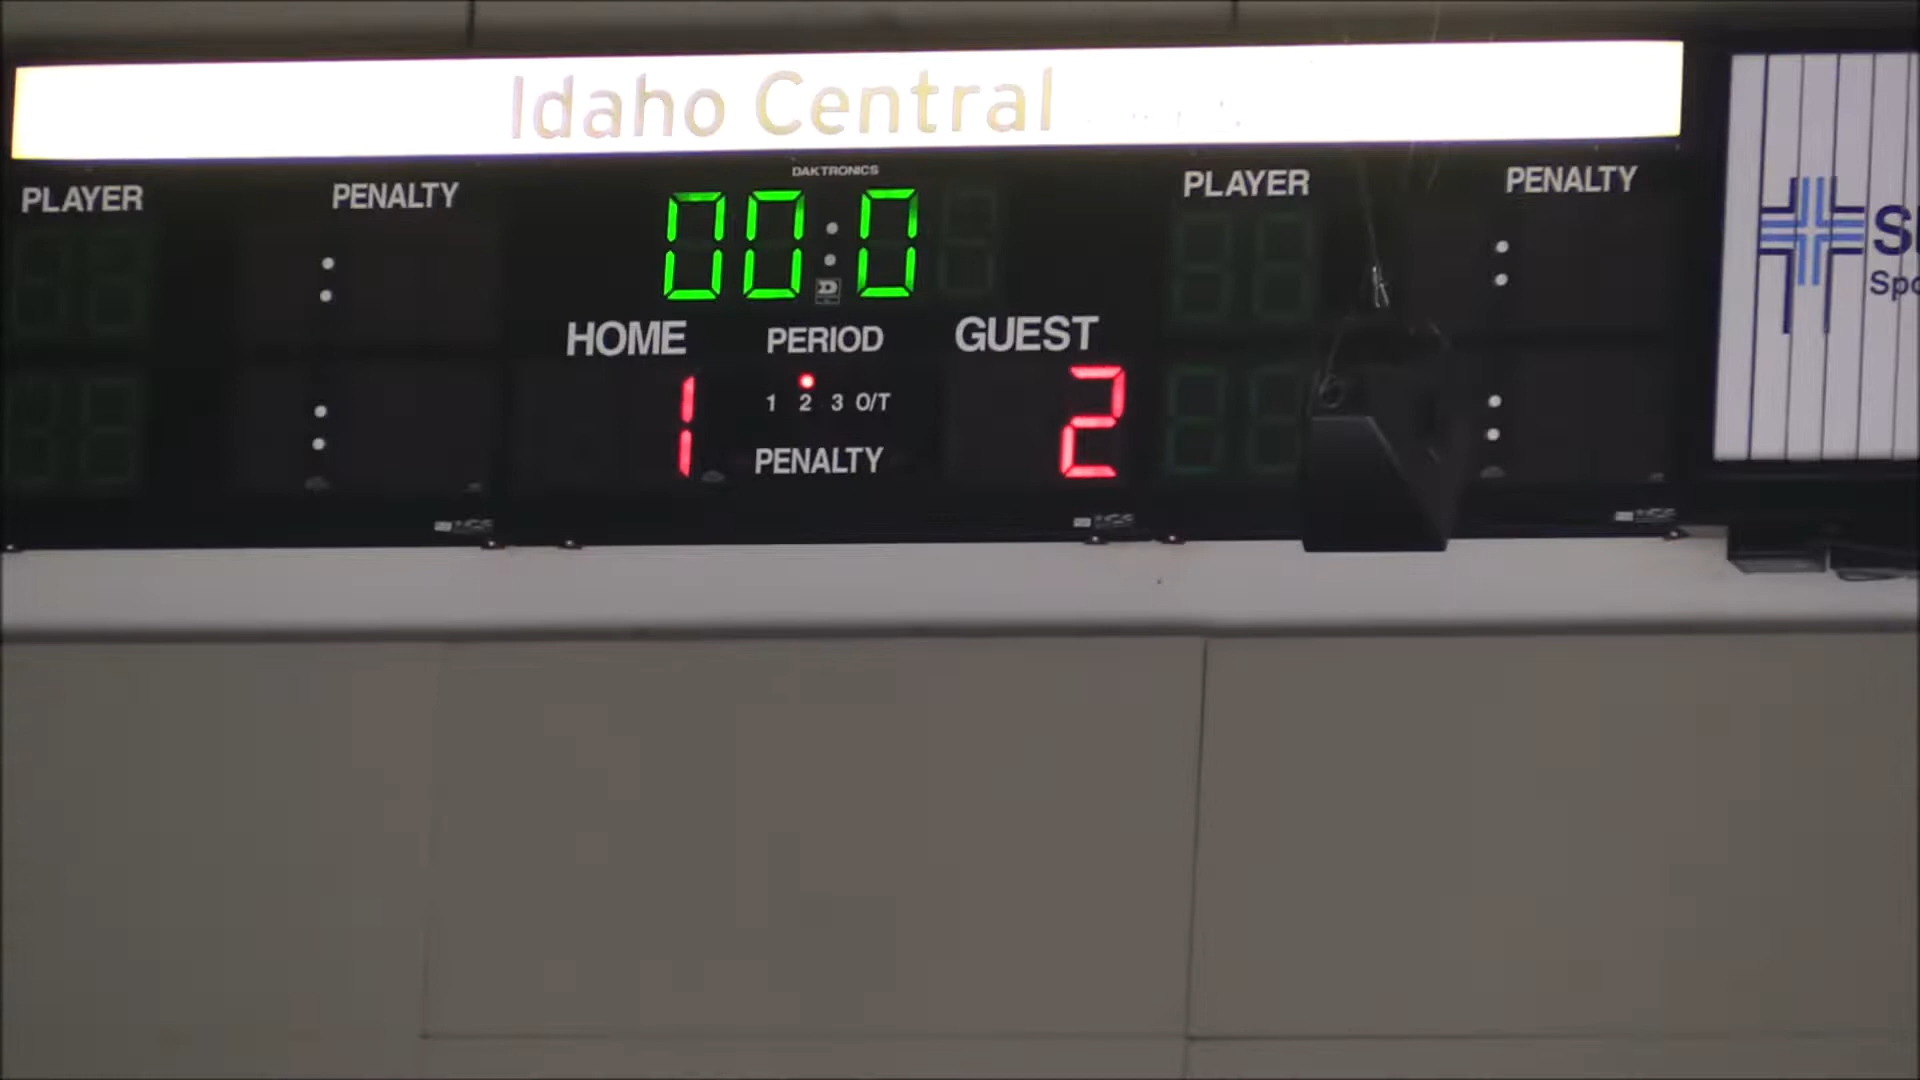 Idaho Central
DAKTRONICS
PLAYER PENALTY 00:0 PLAYER PENALTY
HOME PERIOD GUEST
1 1 2 3 O/T 2
PENALTY